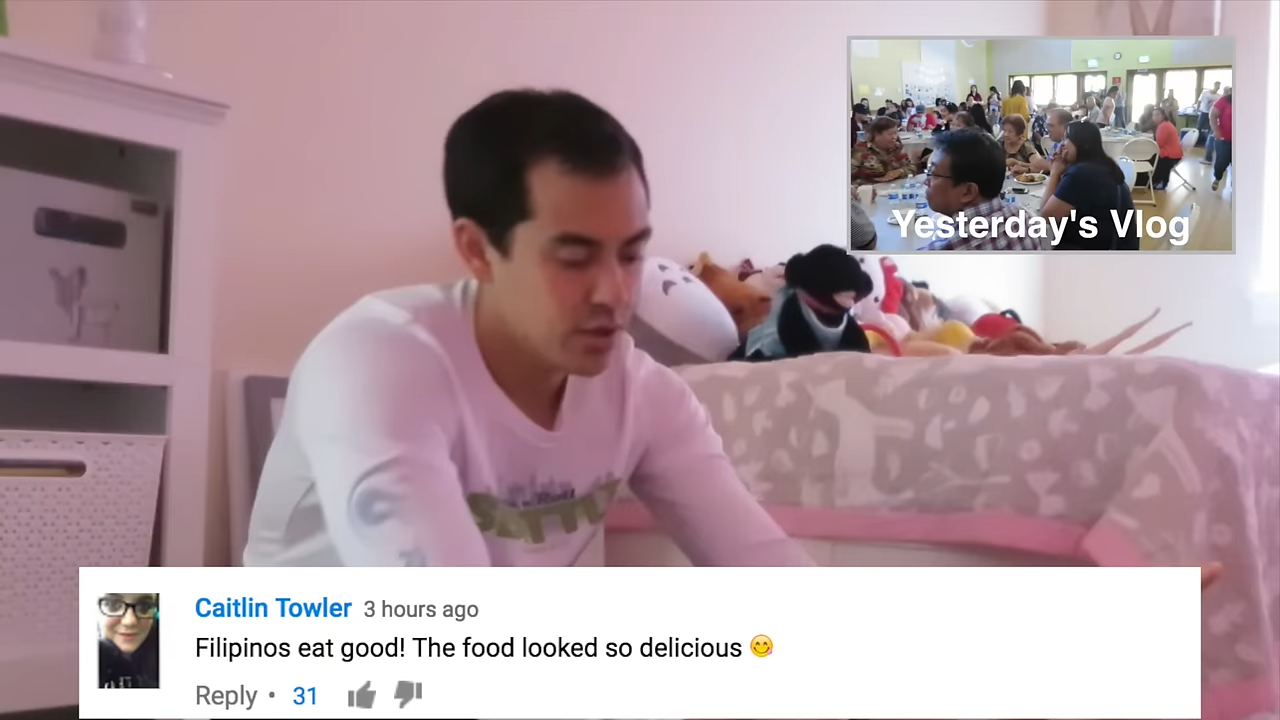 Yesterday's Vlog
Caitlin Towler 3 hours ago
Filipinos eat good! The food looked so delicious 😋
Reply • 31